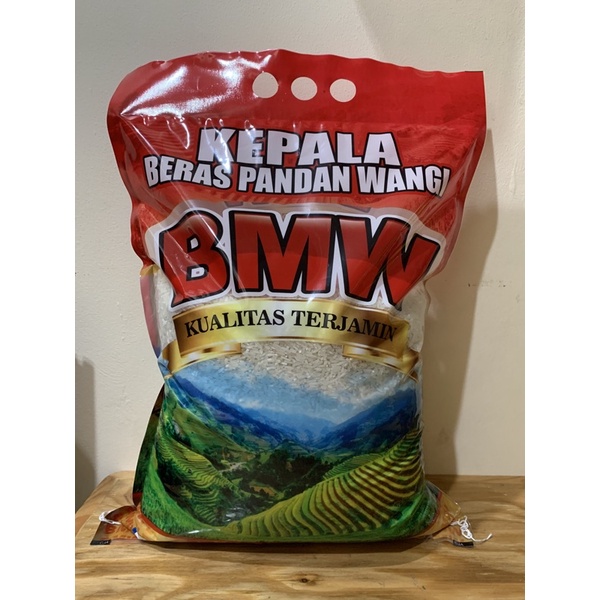 KEPALA
BERAS PANDAN WANGI
BMW
KUALITAS TERJAMIN